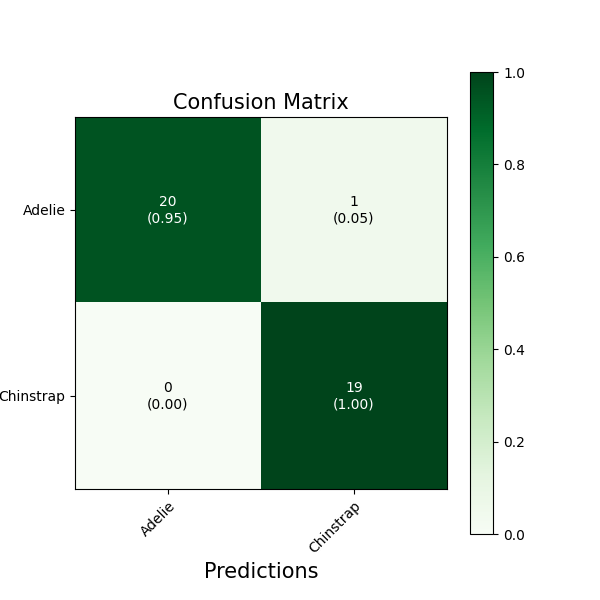 Confusion Matrix
Adelie
20
(0.95)
1
(0.05)
Chinstrap
0
(0.00)
19
(1.00)
Adelie
Chinstrap
Predictions
1.0
0.8
0.6
0.4
0.2
0.0